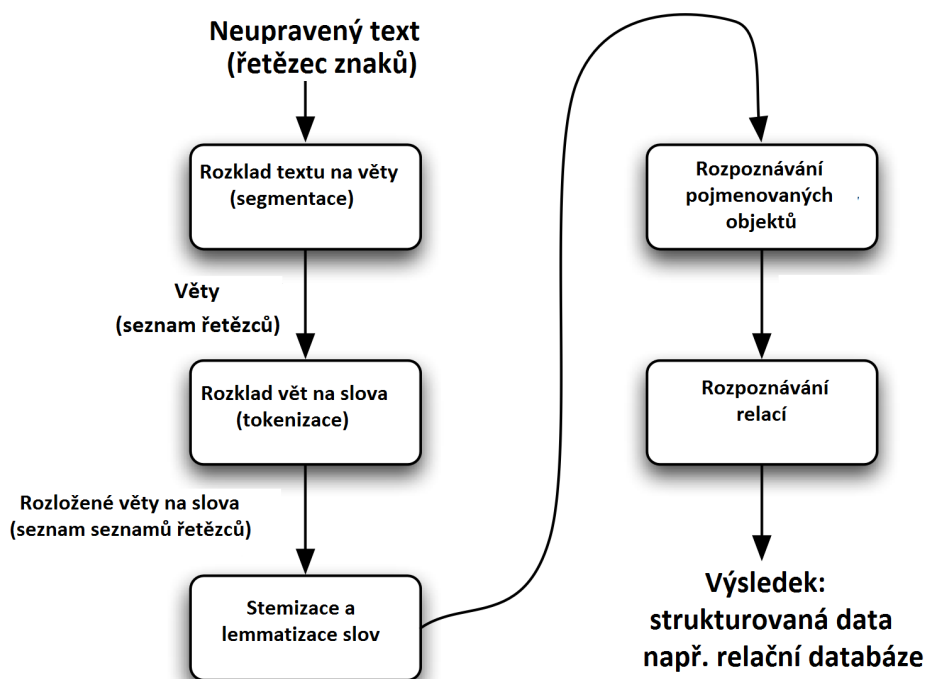 Neupravený text
(řetězec znaků)
Rozklad textu na věty
(segmentace)
Věty
(seznam řetězců)
Rozklad vět na slova
(tokenizace)
Rozložené věty na slova
(seznam seznamů řetězců)
Stemizace a
lemmatizace slov
Rozpoznávání
pojmenovaných
objektů
Rozpoznávání
relací
Výsledek:
strukturovaná data
např. relační databáze